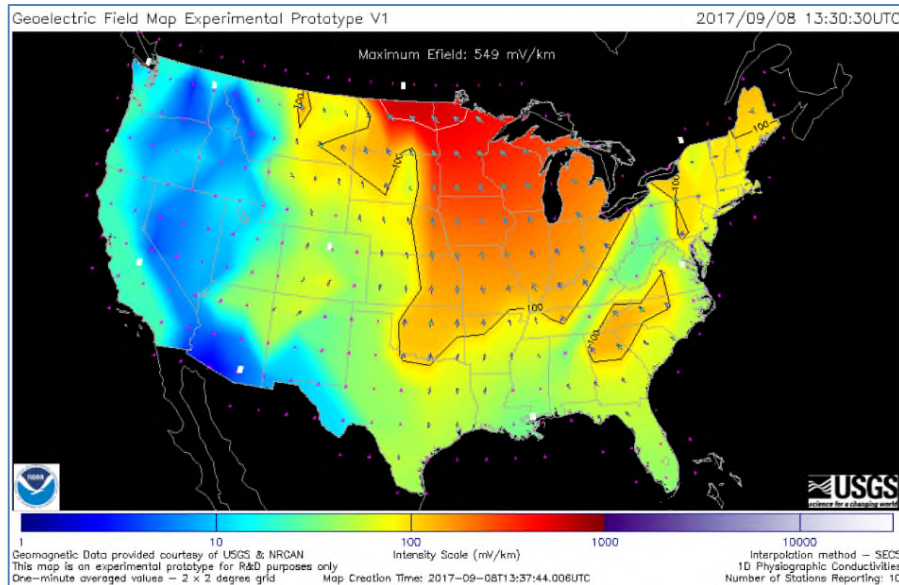 Geoelectric Field Map Experimental Prototype V1
2017/09/08 13:30:30UTC
Maximum Efield: 549 mV/km
100
100
100
100
100
100
NOAA
USGS
science for a changing world
1
10
100
1000
10000
Geomagnetic Data provided courtesy of USGS & NRCAN
Intensity Scale (mV/km)
Interpolation method - SECS
This map is an experimental prototype for R&D purposes only
1D Physiographic Conductivities
One-minute averaged values - 2 x 2 degree grid
Map Creation Time: 2017-09-08T13:37:44.006UTC
Number of Stations Reporting: 10